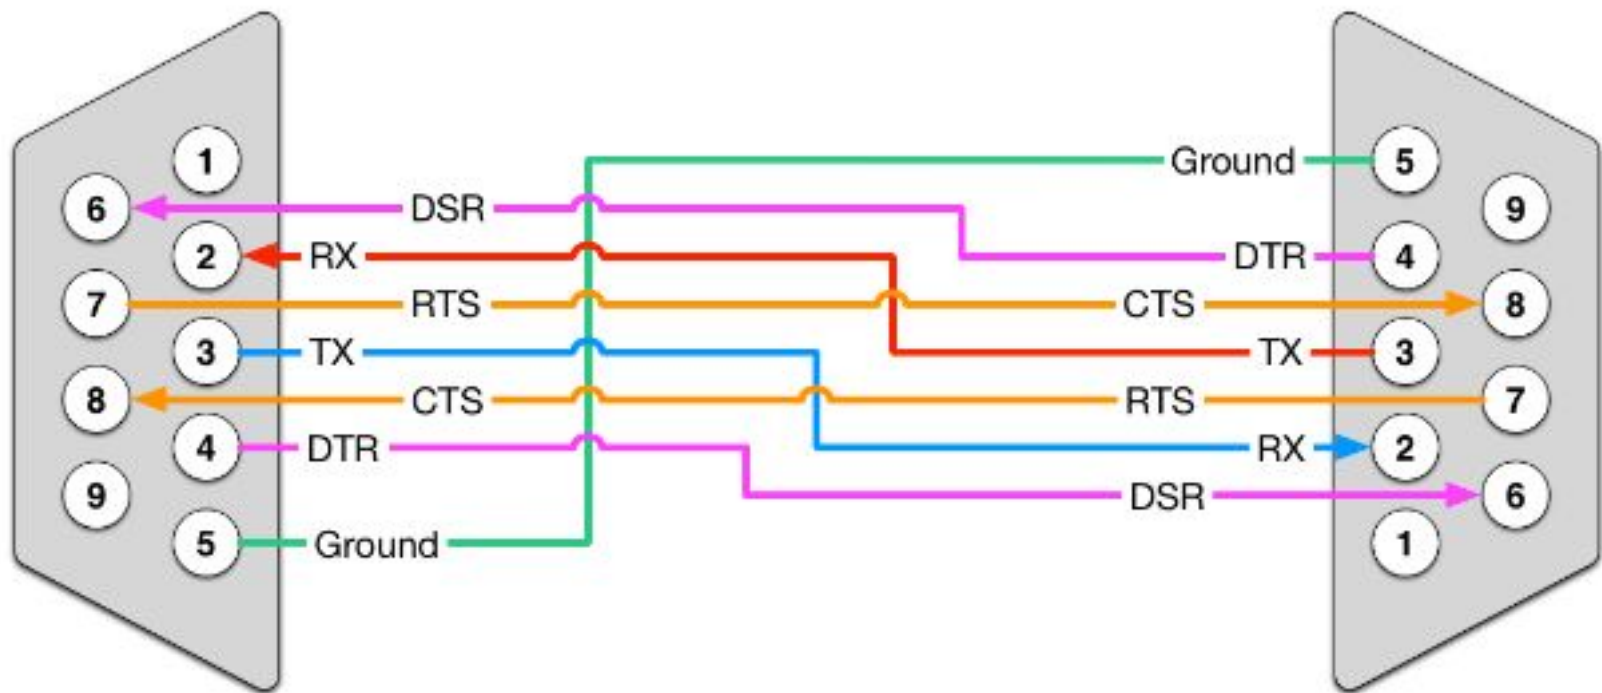 1 Ground 5
6 DSR 9
2 RX DTR 4
7 RTS CTS 8
3 TX TX 3
8 CTS RTS 7
4 DTR RX 2
9 DSR 6
5 Ground 1